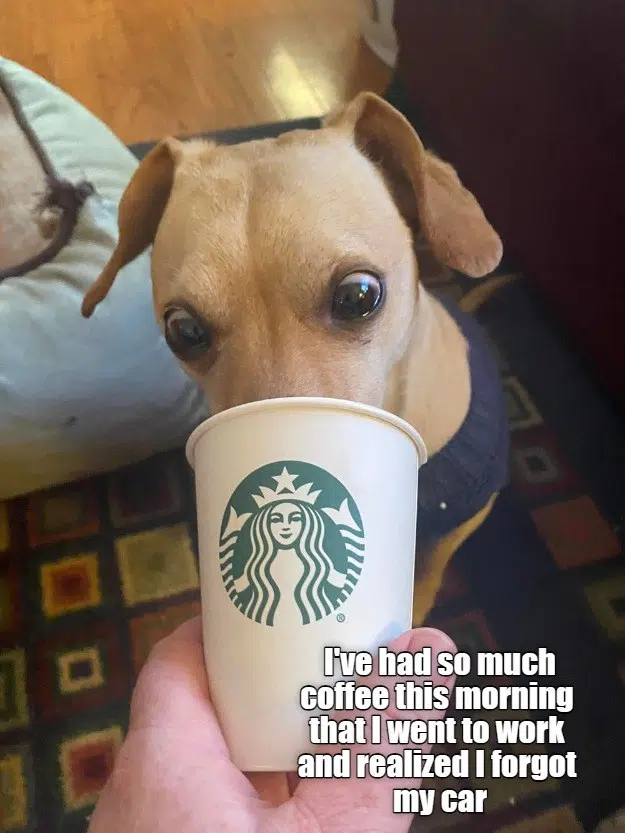 I've had so much
coffee this morning
that I went to work
and realized I forgot
my car
®